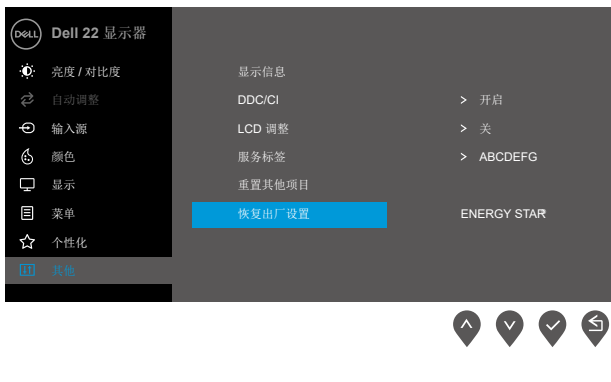 DELL Dell 22 显示器
亮度 / 对比度 显示信息
自动调整 DDC/CI > 开启
输入源 LCD 调整 > 关
颜色 服务标签 > ABCDEFG
显示 重置其他项目
菜单 恢复出厂设置 ENERGY STAR®
个性化
其他